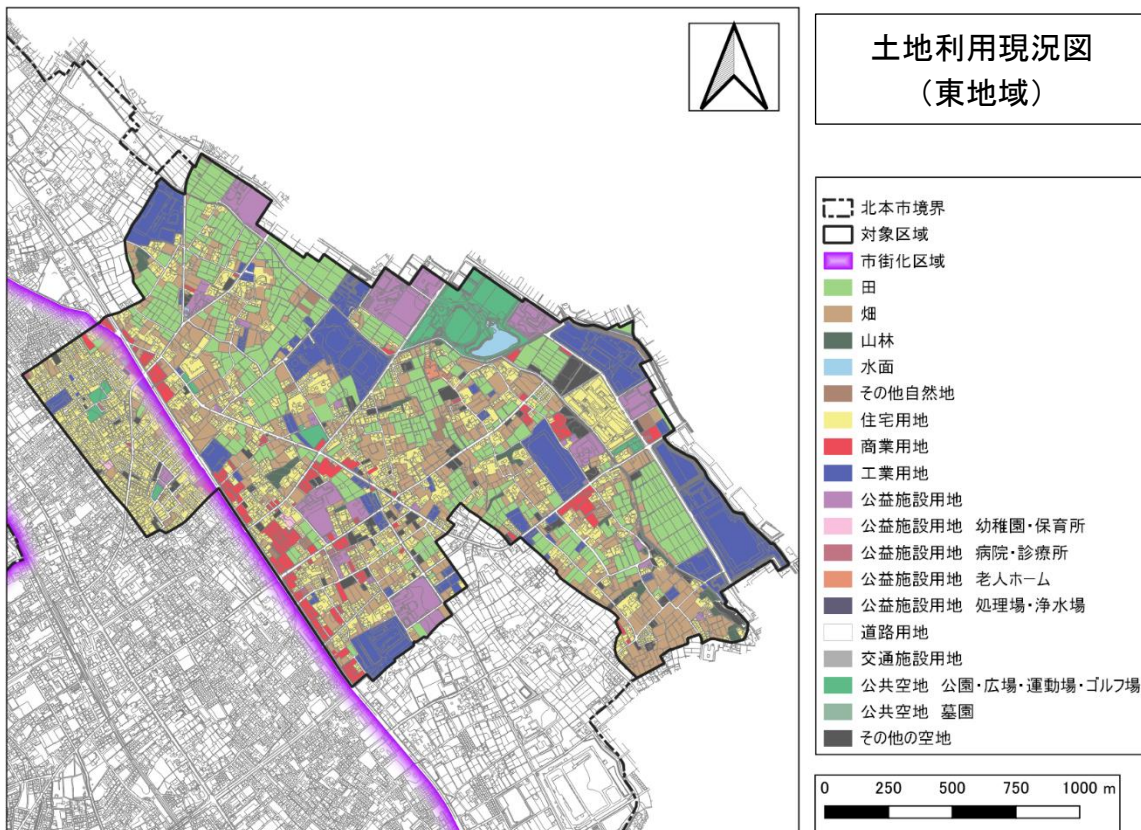 土地利用現況図
（東地域）
北本市境界
対象区域
市街化区域
田
畑
山林
水面
その他自然地
住宅用地
商業用地
工業用地
公益施設用地
公益施設用地 幼稚園・保育所
公益施設用地 病院・診療所
公益施設用地 老人ホーム
公益施設用地 処理場・浄水場
道路用地
交通施設用地
公共空地 公園・広場・運動場・ゴルフ場
公共空地 墓園
その他の空地
0 250 500 750 1000 m